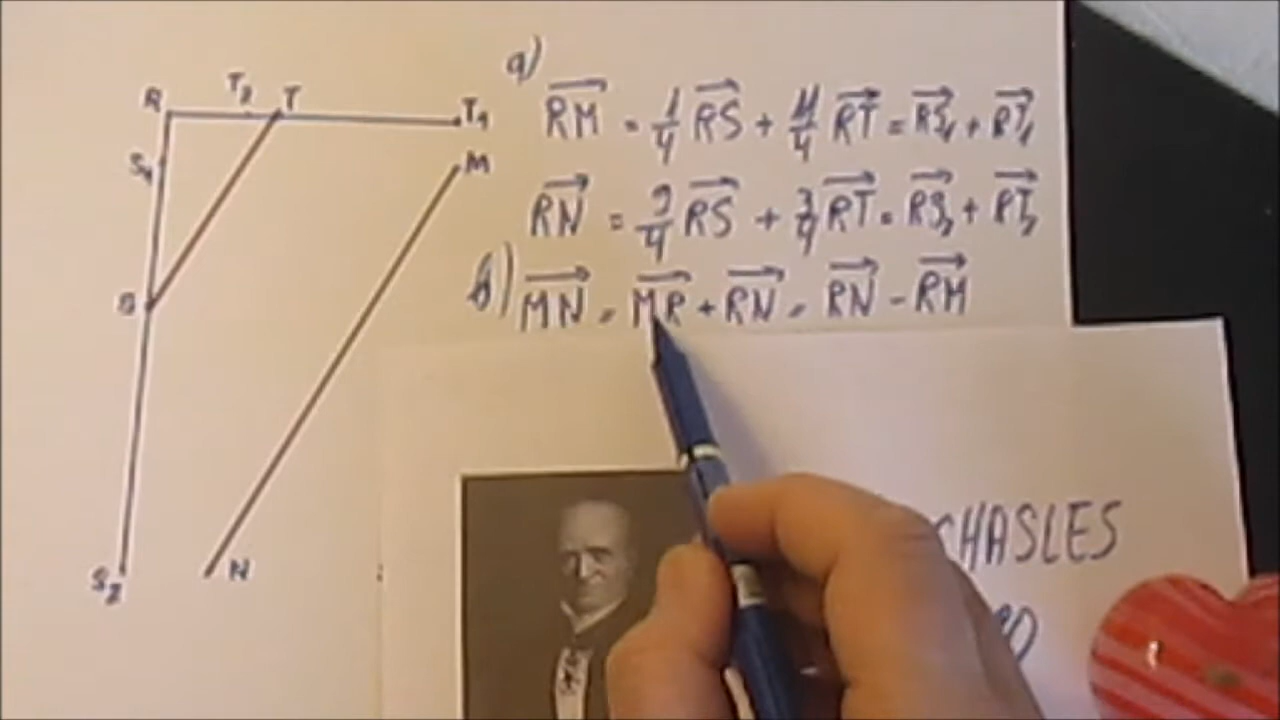 a)
RM = 1/4 RS + 11/4 RT = RS₁ + RT₁
RN = 9/4 RS + 3/4 RT = RS₂ + RT₂
b) MN = MR + RN = RN - RM
R T₂ T T₁
S₁ M
S
S₂ N
CHASLES